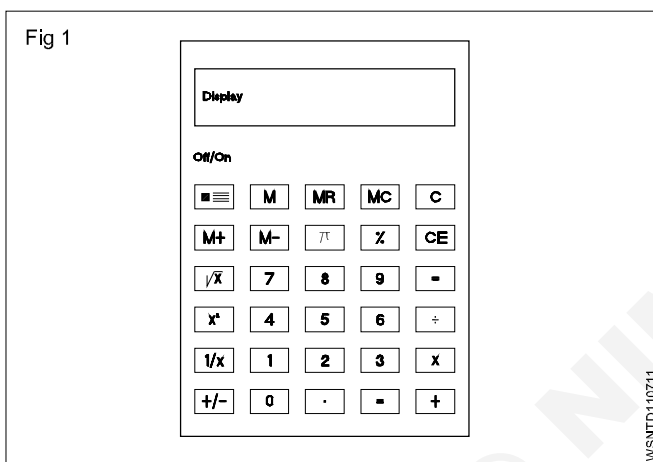 Fig 1
Display
Off/On
M MR MC C
M+ M- π % CE
√x 7 8 9 -
x² 4 5 6 ÷
1/x 1 2 3 x
+/- 0 . = +
WSNTD110711